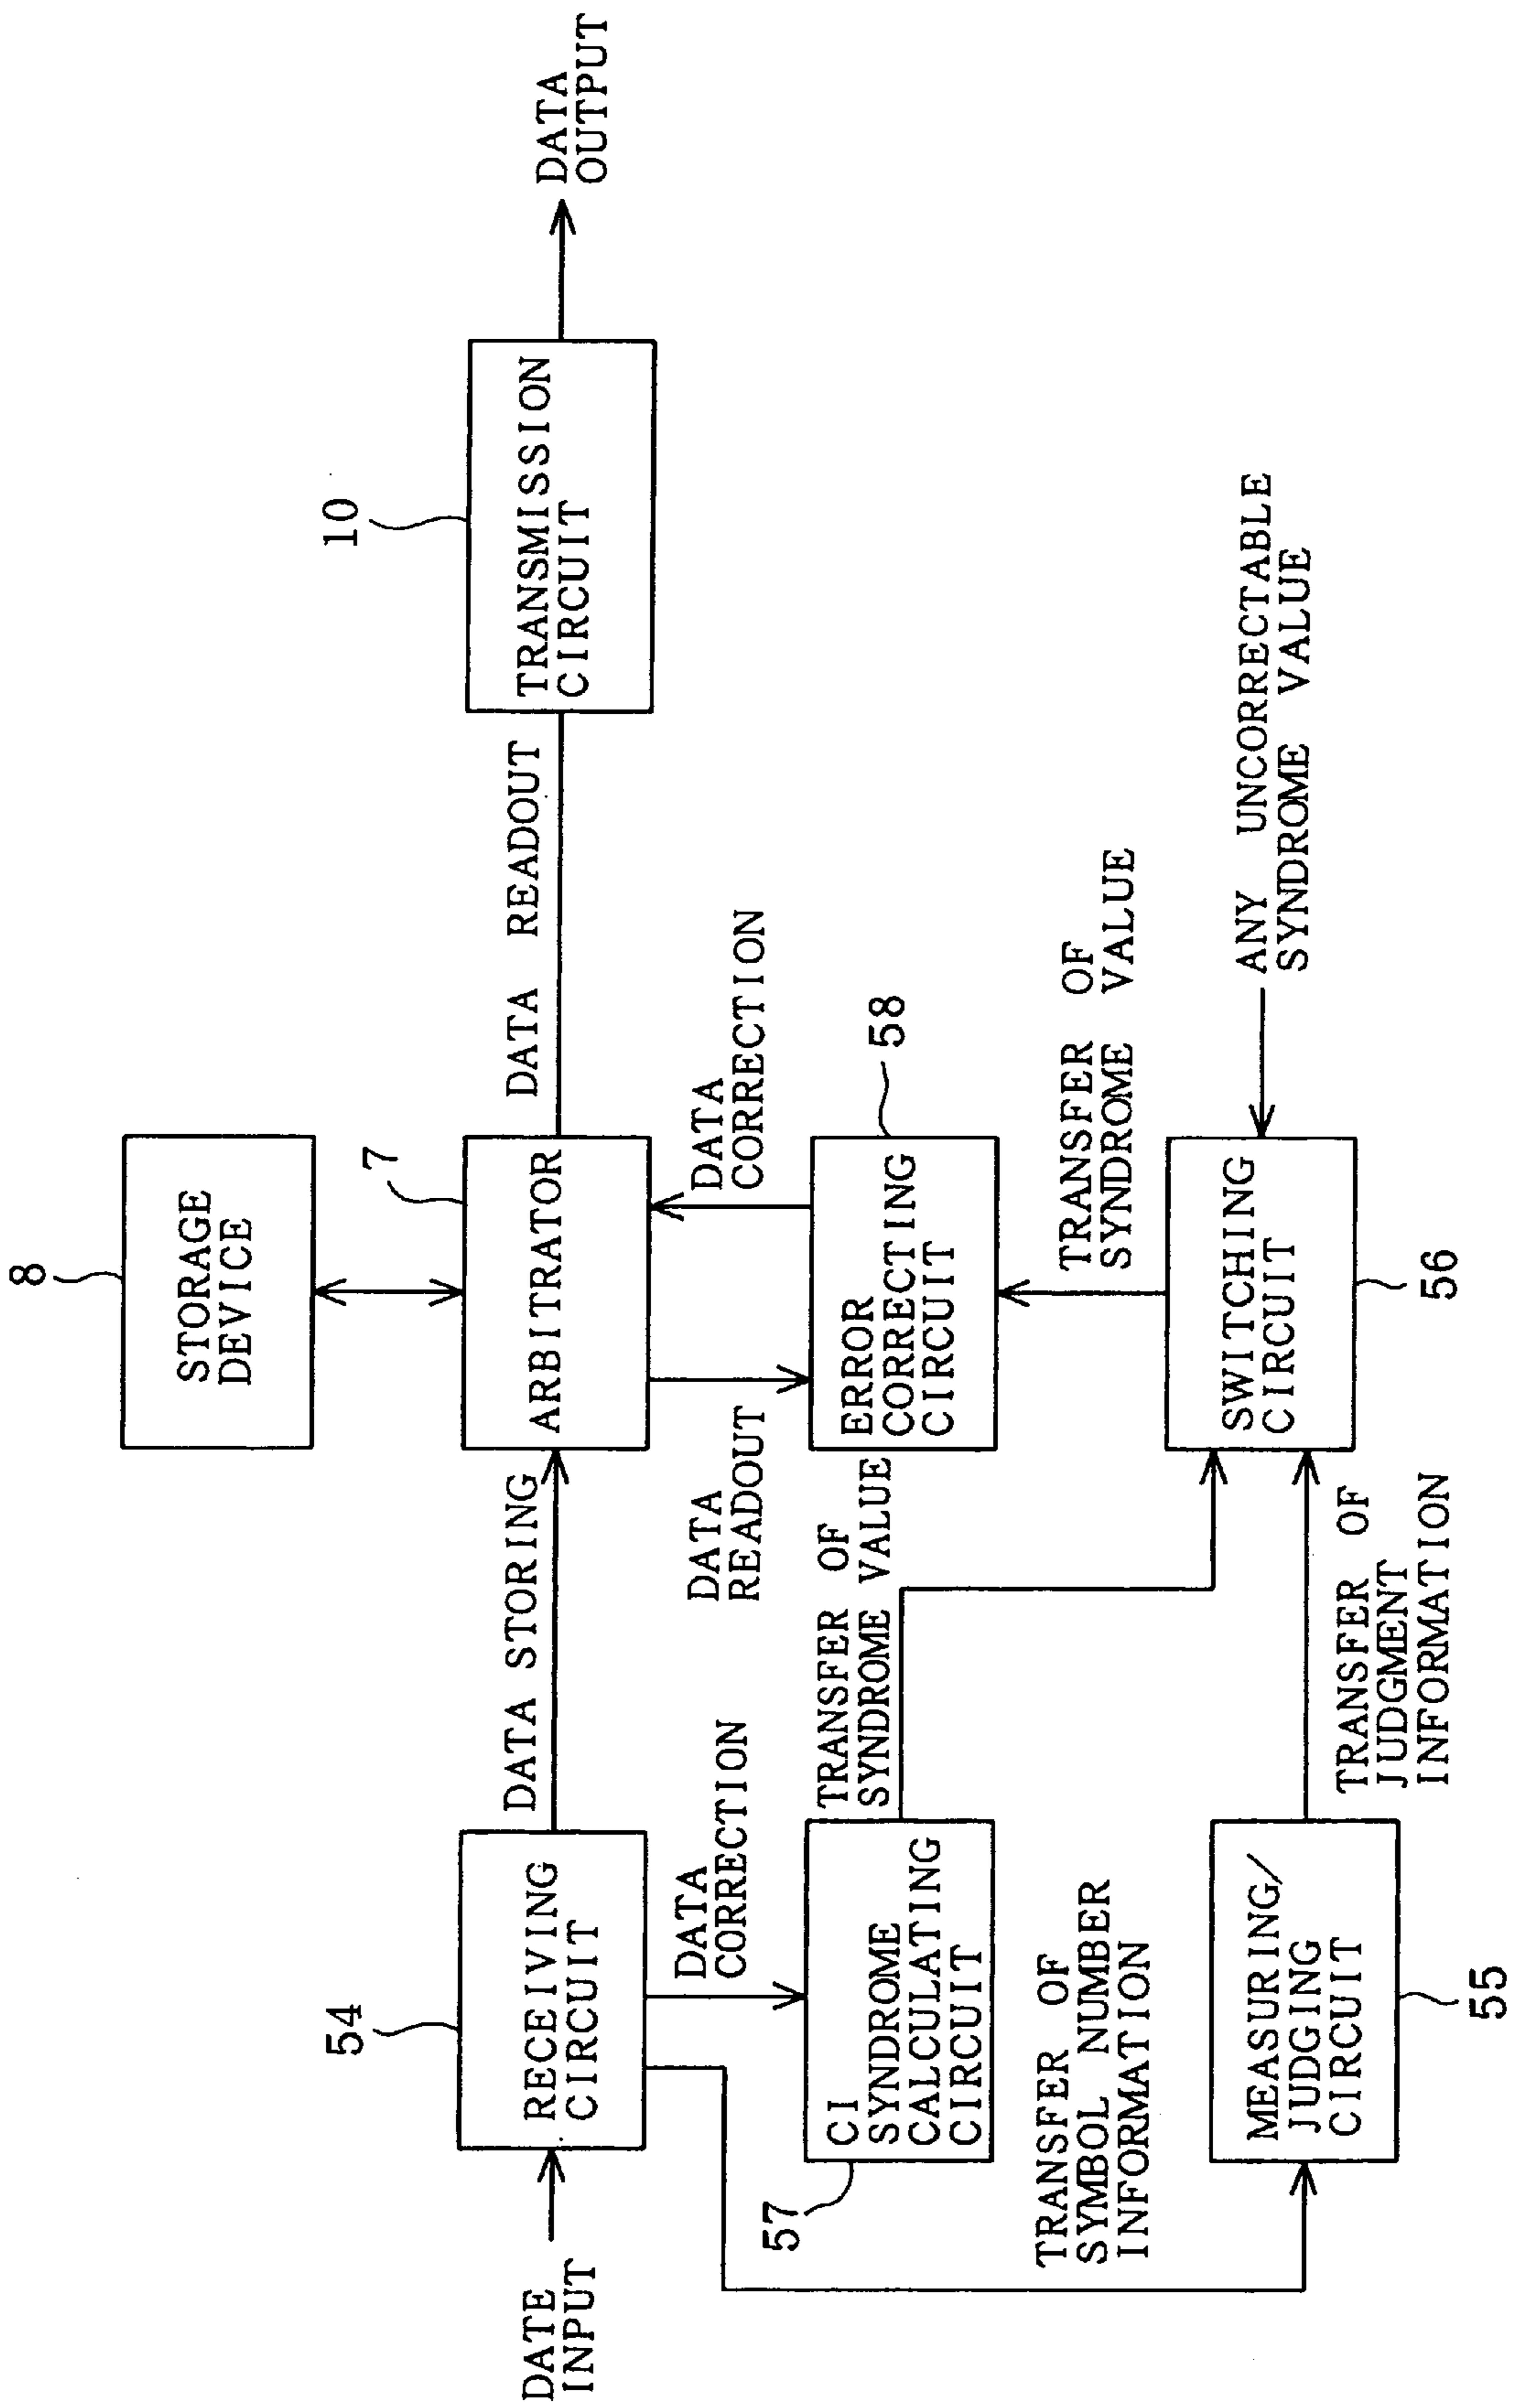 8
STORAGE
DEVICE
54
RECEIVING
CIRCUIT
DATE
INPUT
DATA STORING
7
ARBITRATOR
DATA READOUT
10
TRANSMISSION
CIRCUIT
DATA
OUTPUT
DATA
CORRECTION
DATA
READOUT
DATA
CORRECTION
57
CI
SYNDROME
CALCULATING
CIRCUIT
TRANSFER OF
SYNDROME VALUE
ERROR
CORRECTING
CIRCUIT
58
TRANSFER OF
SYMBOL NUMBER
INFORMATION
TRANSFER OF
SYNDROME VALUE
MEASURING/
JUDGING
CIRCUIT
55
TRANSFER OF
JUDGMENT
INFORMATION
SWITCHING
CIRCUIT
56
ANY UNCORRECTABLE
SYNDROME VALUE